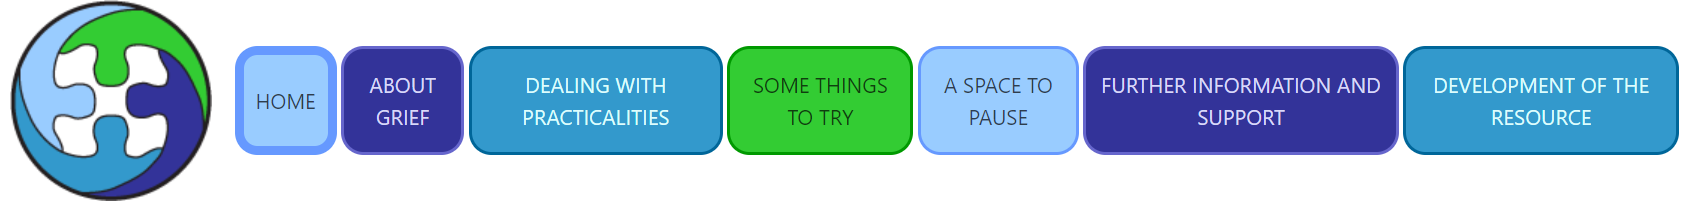 HOME
ABOUT
GRIEF
DEALING WITH
PRACTICALITIES
SOME THINGS
TO TRY
A SPACE TO
PAUSE
FURTHER INFORMATION AND
SUPPORT
DEVELOPMENT OF THE
RESOURCE